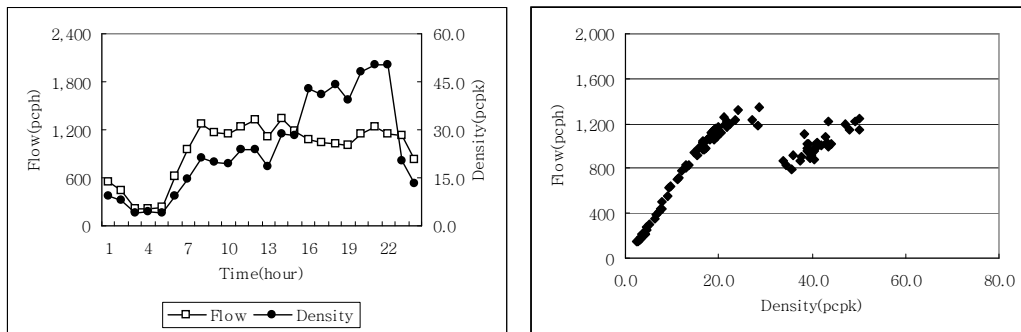 2,400
1,800
1,200
600
0
Flow(pcph)
60.0
45.0
30.0
15.0
0.0
Density(pcpk)
1 4 7 10 13 16 19 22
Time(hour)
Flow Density
2,000
1,600
1,200
800
400
0
Flow(pcph)
0.0 20.0 40.0 60.0 80.0
Density(pcpk)